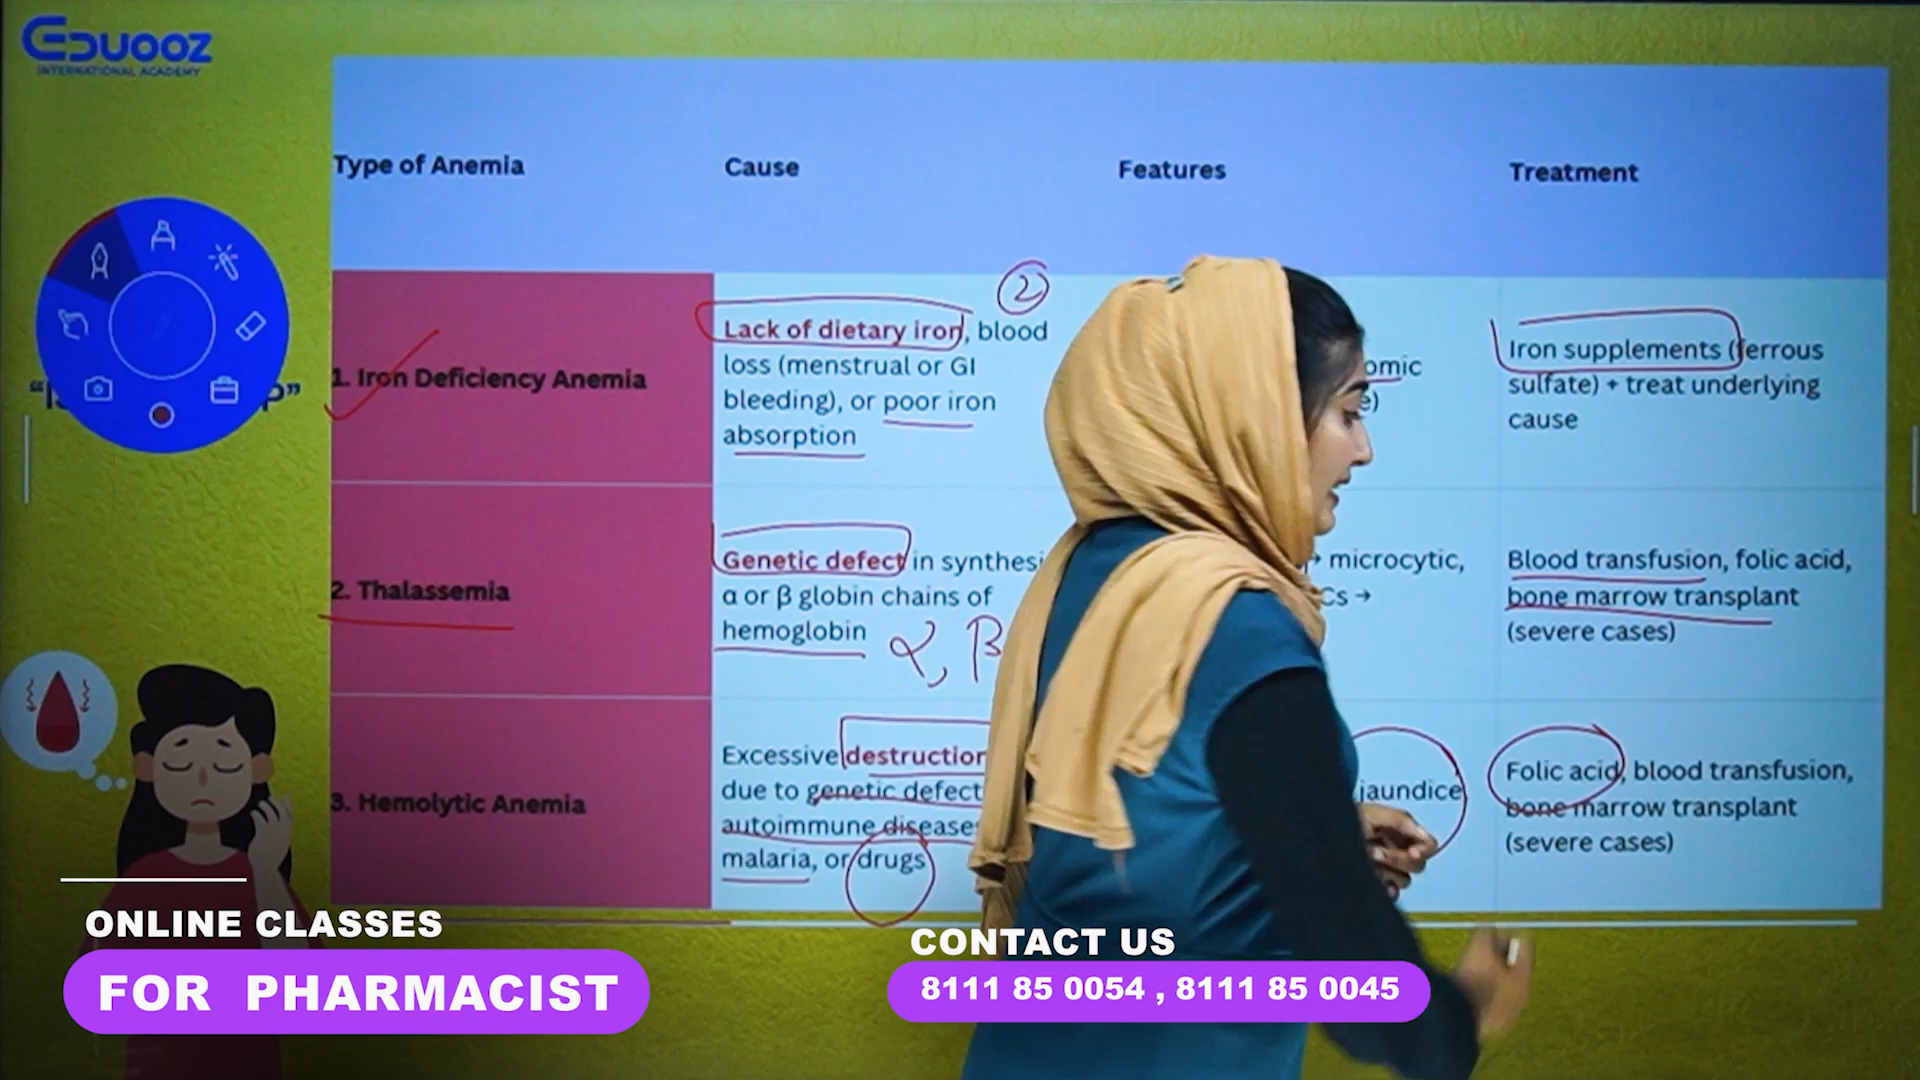 EDUOOZ
INTERNATIONAL ACADEMY
Type of Anemia
Cause
Features
Treatment
1. Iron Deficiency Anemia
2
Lack of dietary iron, blood
loss (menstrual or GI
bleeding), or poor iron
absorption
omic
e)
Iron supplements (ferrous
sulfate) + treat underlying
cause
2. Thalassemia
Genetic defect in synthesi
α or β globin chains of
hemoglobin
α, β
→ microcytic,
Cs →
Blood transfusion, folic acid,
bone marrow transplant
(severe cases)
3. Hemolytic Anemia
Excessive destruction
due to genetic defect
autoimmune diseases
malaria, or drugs
jaundice
Folic acid, blood transfusion,
bone marrow transplant
(severe cases)
ONLINE CLASSES
FOR PHARMACIST
CONTACT US
8111 85 0054 , 8111 85 0045